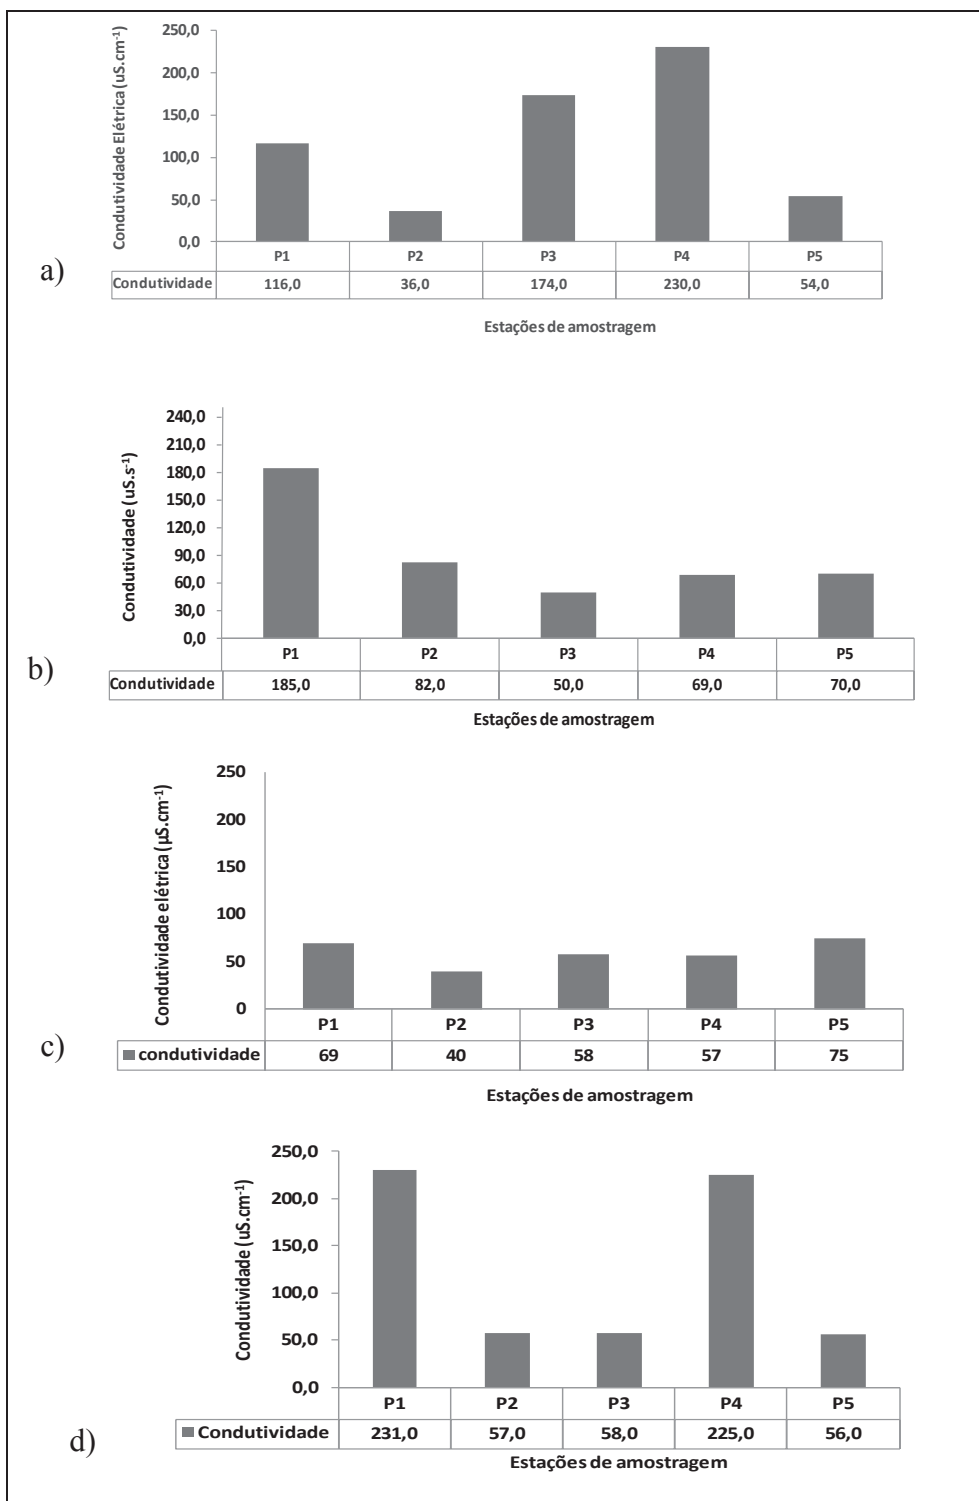 Condutividade Elétrica (uS.cm⁻¹)
250,0
200,0
150,0
100,0
50,0
0,0
P1 P2 P3 P4 P5
Condutividade 116,0 36,0 174,0 230,0 54,0
Estações de amostragem
a)
Condutividade (uS.s⁻¹)
240,0
210,0
180,0
150,0
120,0
90,0
60,0
30,0
0,0
P1 P2 P3 P4 P5
Condutividade 185,0 82,0 50,0 69,0 70,0
Estações de amostragem
b)
Condutividade elétrica (µS.cm⁻¹)
250
200
150
100
50
0
P1 P2 P3 P4 P5
condutividade 69 40 58 57 75
Estações de amostragem
c)
Condutividade (uS.cm⁻¹)
250,0
200,0
150,0
100,0
50,0
0,0
P1 P2 P3 P4 P5
Condutividade 231,0 57,0 58,0 225,0 56,0
Estações de amostragem
d)